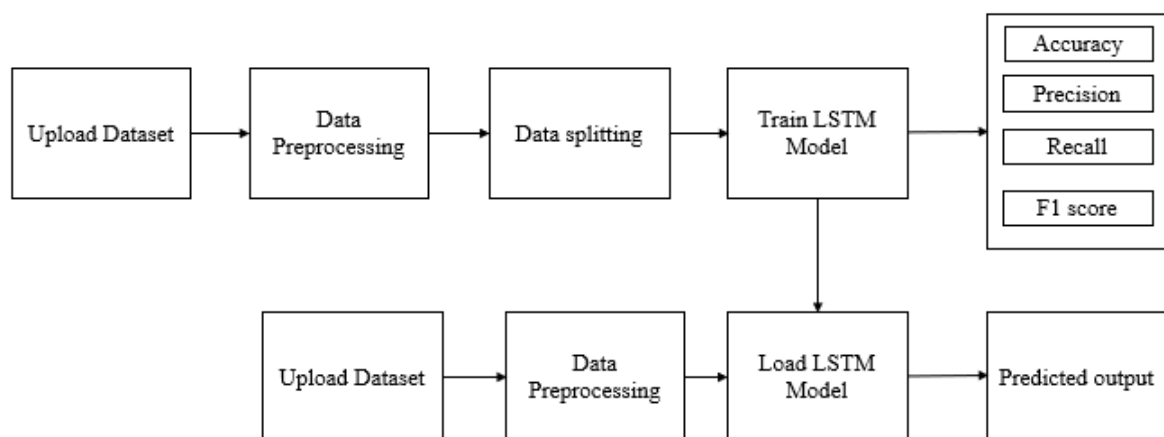 Accuracy
Precision
Recall
F1 score
Upload Dataset
Data
Preprocessing
Data splitting
Train LSTM
Model
Upload Dataset
Data
Preprocessing
Load LSTM
Model
Predicted output